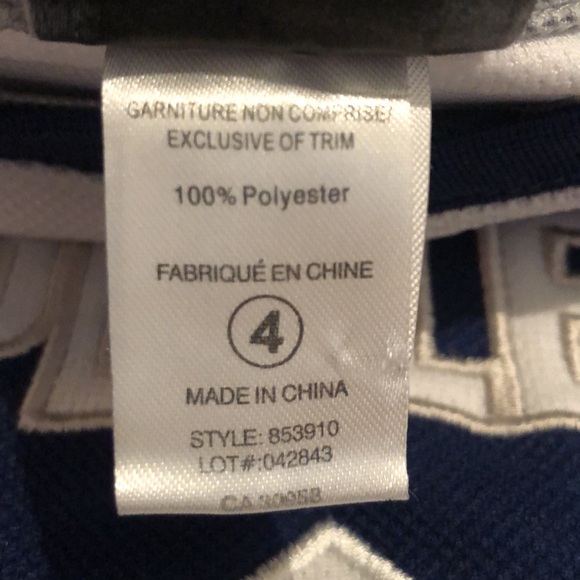 GARNITURE NON COMPRISE/
EXCLUSIVE OF TRIM
100% Polyester
FABRIQUÉ EN CHINE
4
MADE IN CHINA
STYLE: 853910
LOT#:042843
CA